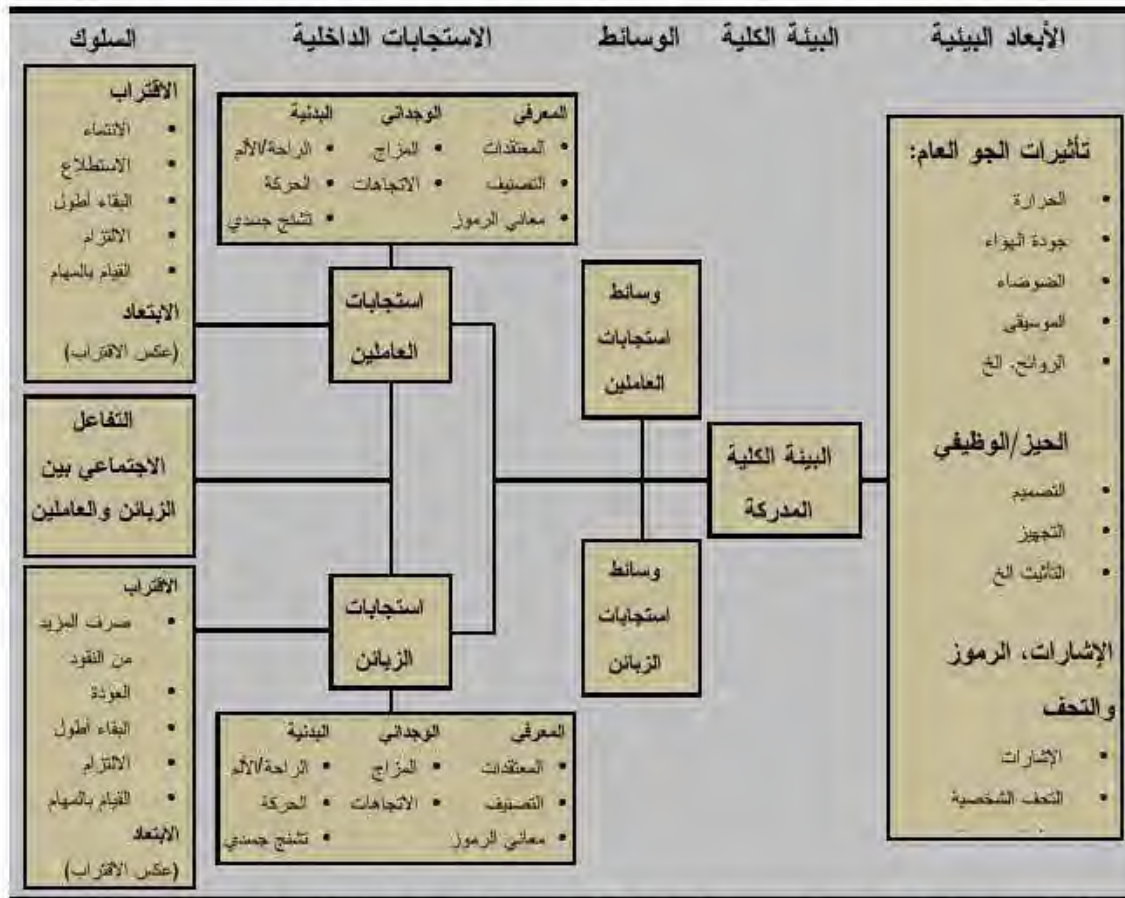 الأبعاد البيئية
البيئة الكلية
الوسائط
الاستجابات الداخلية
السلوك
تأثيرات الجو العام:
• الحرارة
• جودة الهواء
• الضوضاء
• الموسيقى
• الروائح. الخ
الحيز/الوظيفي
• التصميم
• التجهيز
• التأثيث الخ
الإشارات، الرموز
والتحف
• الإشارات
• التحف الشخصية
البيئة الكلية
المدركة
وسائط
استجابات
العاملين
وسائط
استجابات
الزبائن
المعرفي
• المعتقدات
• التصنيف
• معاني الرموز
الوجداني
• المزاج
• الاتجاهات
البدنية
• الراحة/الألم
• الحركة
• تشنج جسدي
استجابات
العاملين
استجابات
الزبائن
المعرفي
• المعتقدات
• التصنيف
• معاني الرموز
الوجداني
• المزاج
• الاتجاهات
البدنية
• الراحة/الألم
• الحركة
• تشنج جسدي
الاقتراب
• الانتماء
• الاستطلاع
• البقاء أطول
• الالتزام
• القيام بالمهام
الابتعاد
(عكس الاقتراب)
التفاعل
الاجتماعي بين
الزبائن والعاملين
الاقتراب
• صرف المزيد
من النقود
• العودة
• البقاء أطول
• الالتزام
• القيام بالمهام
الابتعاد
(عكس الاقتراب)